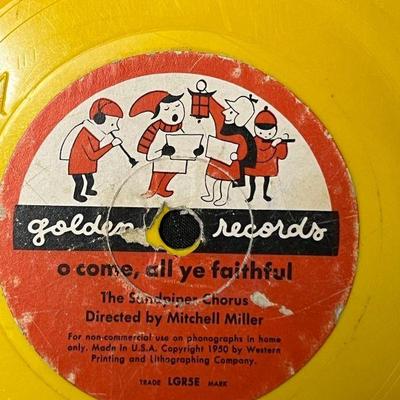 golden records
o come, all ye faithful
The Sandpiper Chorus
Directed by Mitchell Miller
For non-commercial use on phonographs in home
only. Made in U.S.A. Copyright 1950 by Western
Printing and Lithographing Company.
TRADE LGR5E MARK